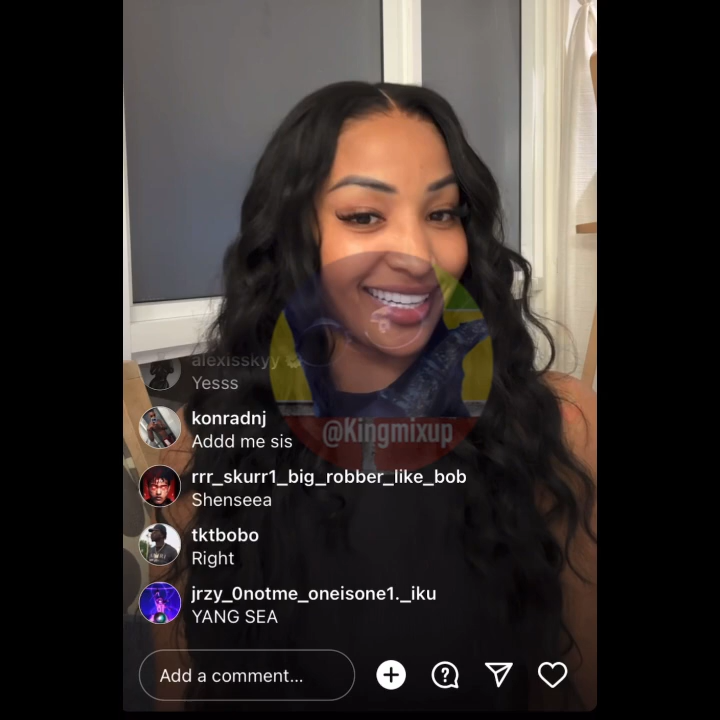 alexisskyy
Yesss
konradnj
Addd me sis
@Kingmixup
rrr_skurr1_big_robber_like_bob
Shenseea
tktbobo
Right
jrzy_0notme_oneisone1._iku
YANG SEA
Add a comment...